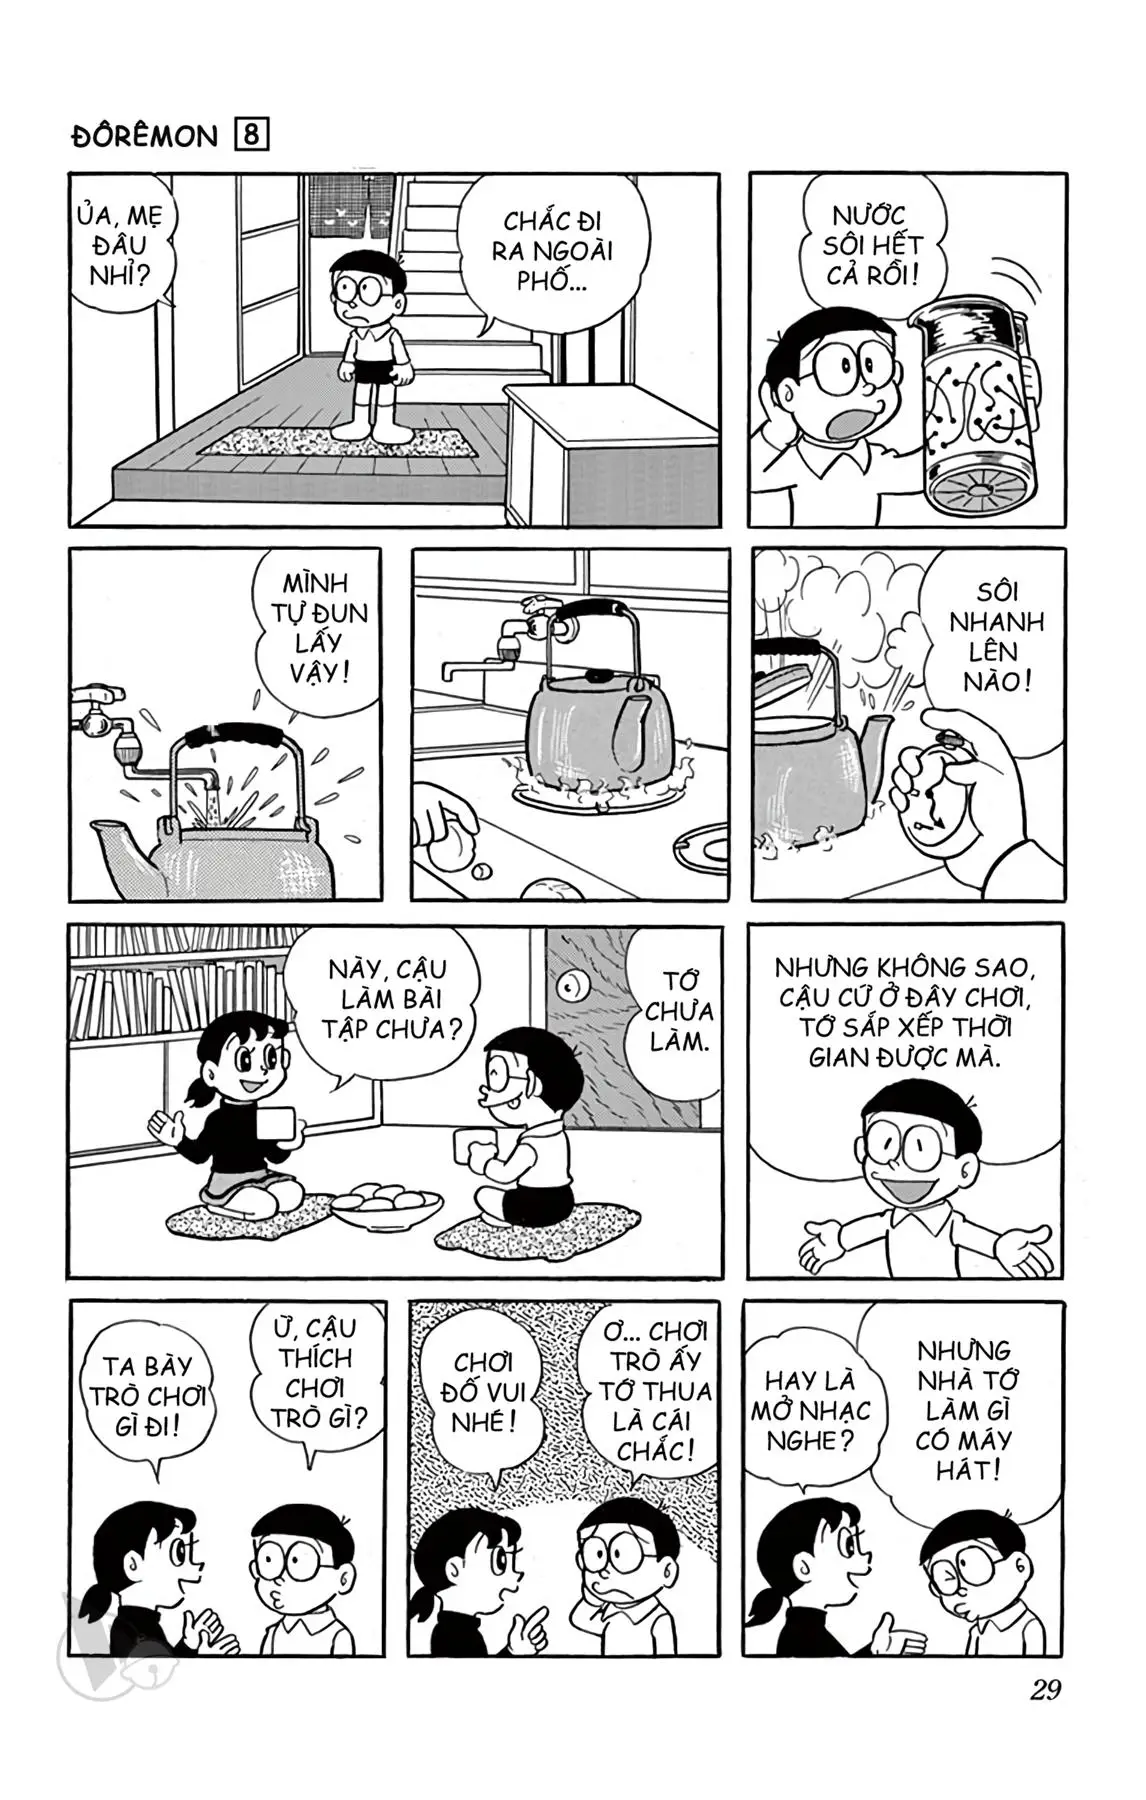 ĐÔRÊMON 8
ỦA, MẸ
ĐÂU
NHỈ?
CHẮC ĐI
RA NGOÀI
PHỐ...
NƯỚC
SÔI HẾT
CẢ RỒI!
MÌNH
TỰ ĐUN
LẤY
VẬY!
SÔI
NHANH
LÊN
NÀO!
NÀY, CẬU
LÀM BÀI
TẬP CHƯA?
TỚ
CHƯA
LÀM.
NHƯNG KHÔNG SAO,
CẬU CỨ Ở ĐÂY CHƠI,
TỚ SẮP XẾP THỜI
GIAN ĐƯỢC MÀ.
TA BÀY
TRÒ CHƠI
GÌ ĐI!
Ừ, CẬU
THÍCH
CHƠI
TRÒ GÌ?
CHƠI
ĐỐ VUI
NHÉ!
Ơ... CHƠI
TRÒ ẤY
TỚ THUA
LÀ CÁI
CHẮC!
HAY LÀ
MỞ NHẠC
NGHE?
NHƯNG
NHÀ TỚ
LÀM GÌ
CÓ MÁY
HÁT!
29